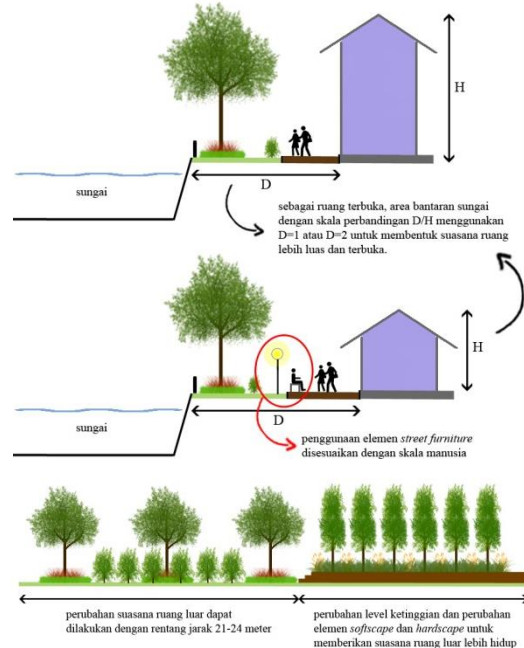 H
sungai
D
sebagai ruang terbuka, area bantaran sungai
dengan skala perbandingan D/H menggunakan
D=1 atau D=2 untuk membentuk suasana ruang
lebih luas dan terbuka.
H
sungai
D
penggunaan elemen street furniture
disesuaikan dengan skala manusia
perubahan suasana ruang luar dapat
dilakukan dengan rentang jarak 21-24 meter
perubahan level ketinggian dan perubahan
elemen softscape dan hardscape untuk
memberikan suasana ruang luar lebih hidup